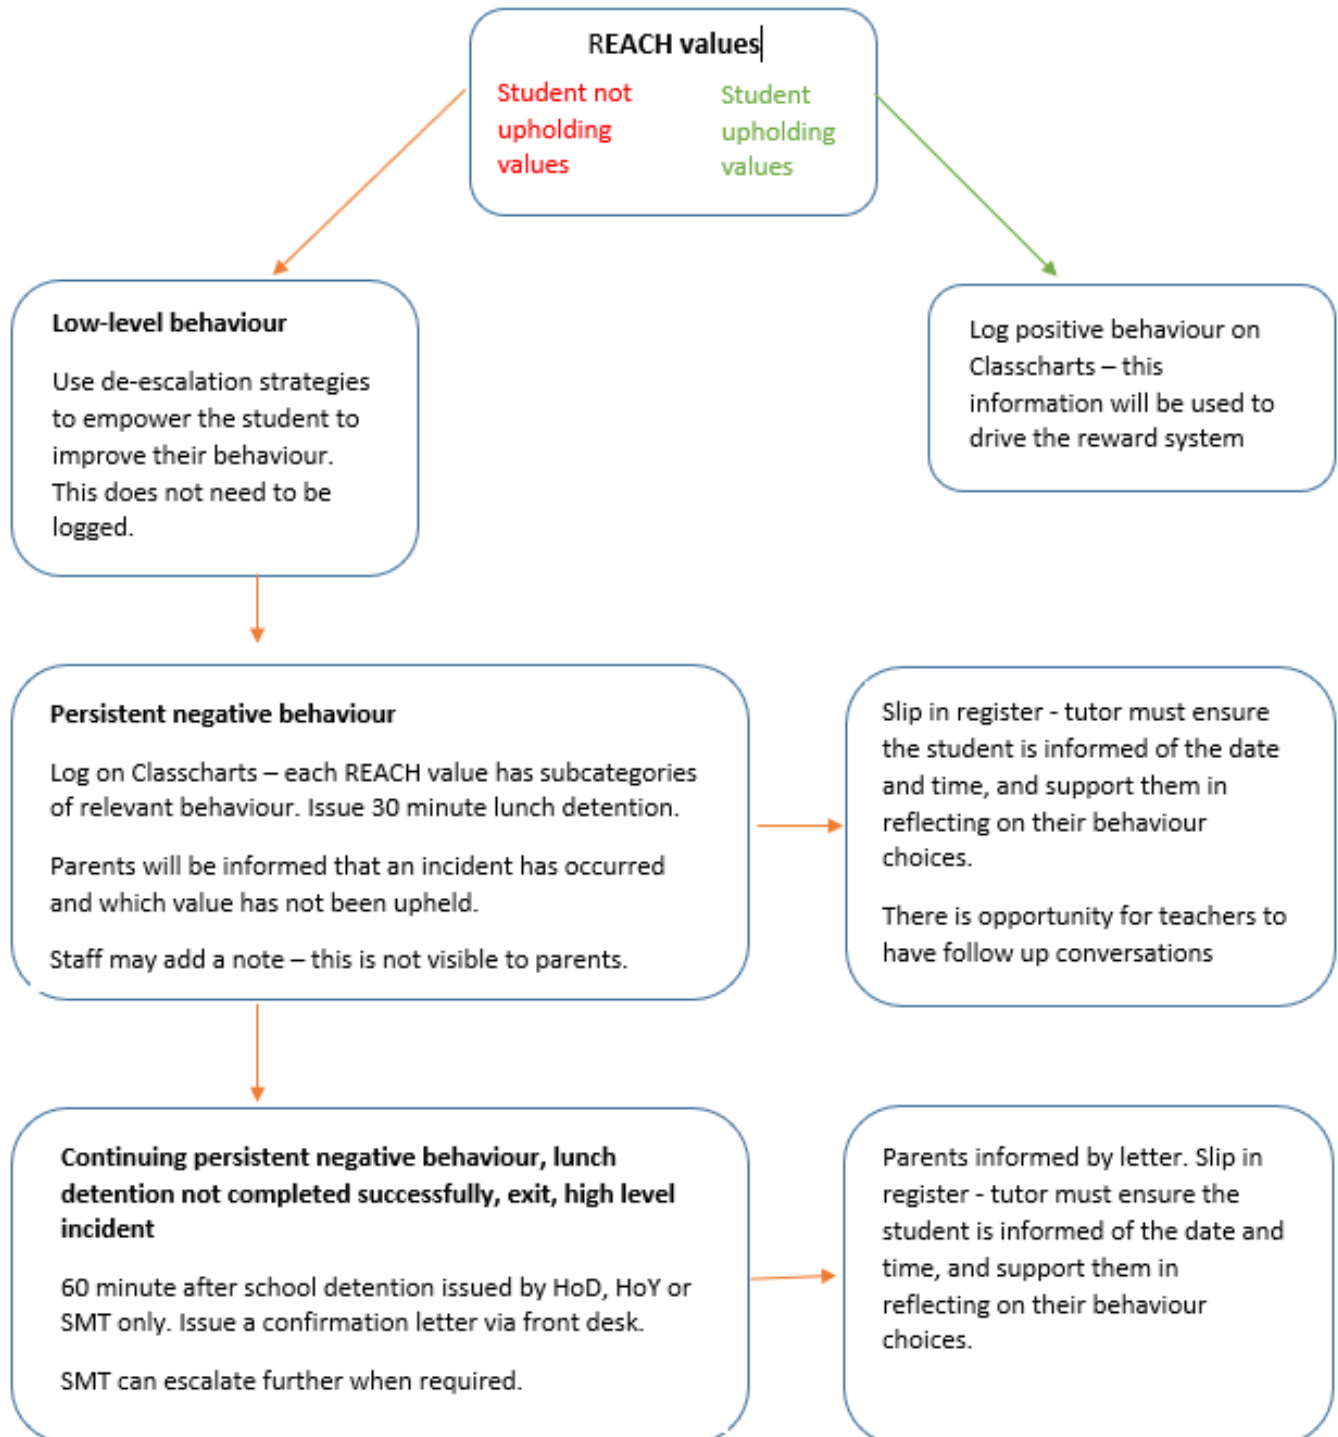 REACH values
Student not
upholding
values
Student
upholding
values
Low-level behaviour
Use de-escalation strategies
to empower the student to
improve their behaviour.
This does not need to be
logged.
Log positive behaviour on
Classcharts – this
information will be used to
drive the reward system
Persistent negative behaviour
Log on Classcharts – each REACH value has subcategories
of relevant behaviour. Issue 30 minute lunch detention.
Parents will be informed that an incident has occurred
and which value has not been upheld.
Staff may add a note – this is not visible to parents.
Slip in register - tutor must ensure
the student is informed of the date
and time, and support them in
reflecting on their behaviour
choices.
There is opportunity for teachers to
have follow up conversations
Continuing persistent negative behaviour, lunch
detention not completed successfully, exit, high level
incident
60 minute after school detention issued by HoD, HoY or
SMT only. Issue a confirmation letter via front desk.
SMT can escalate further when required.
Parents informed by letter. Slip in
register - tutor must ensure the
student is informed of the date and
time, and support them in
reflecting on their behaviour
choices.